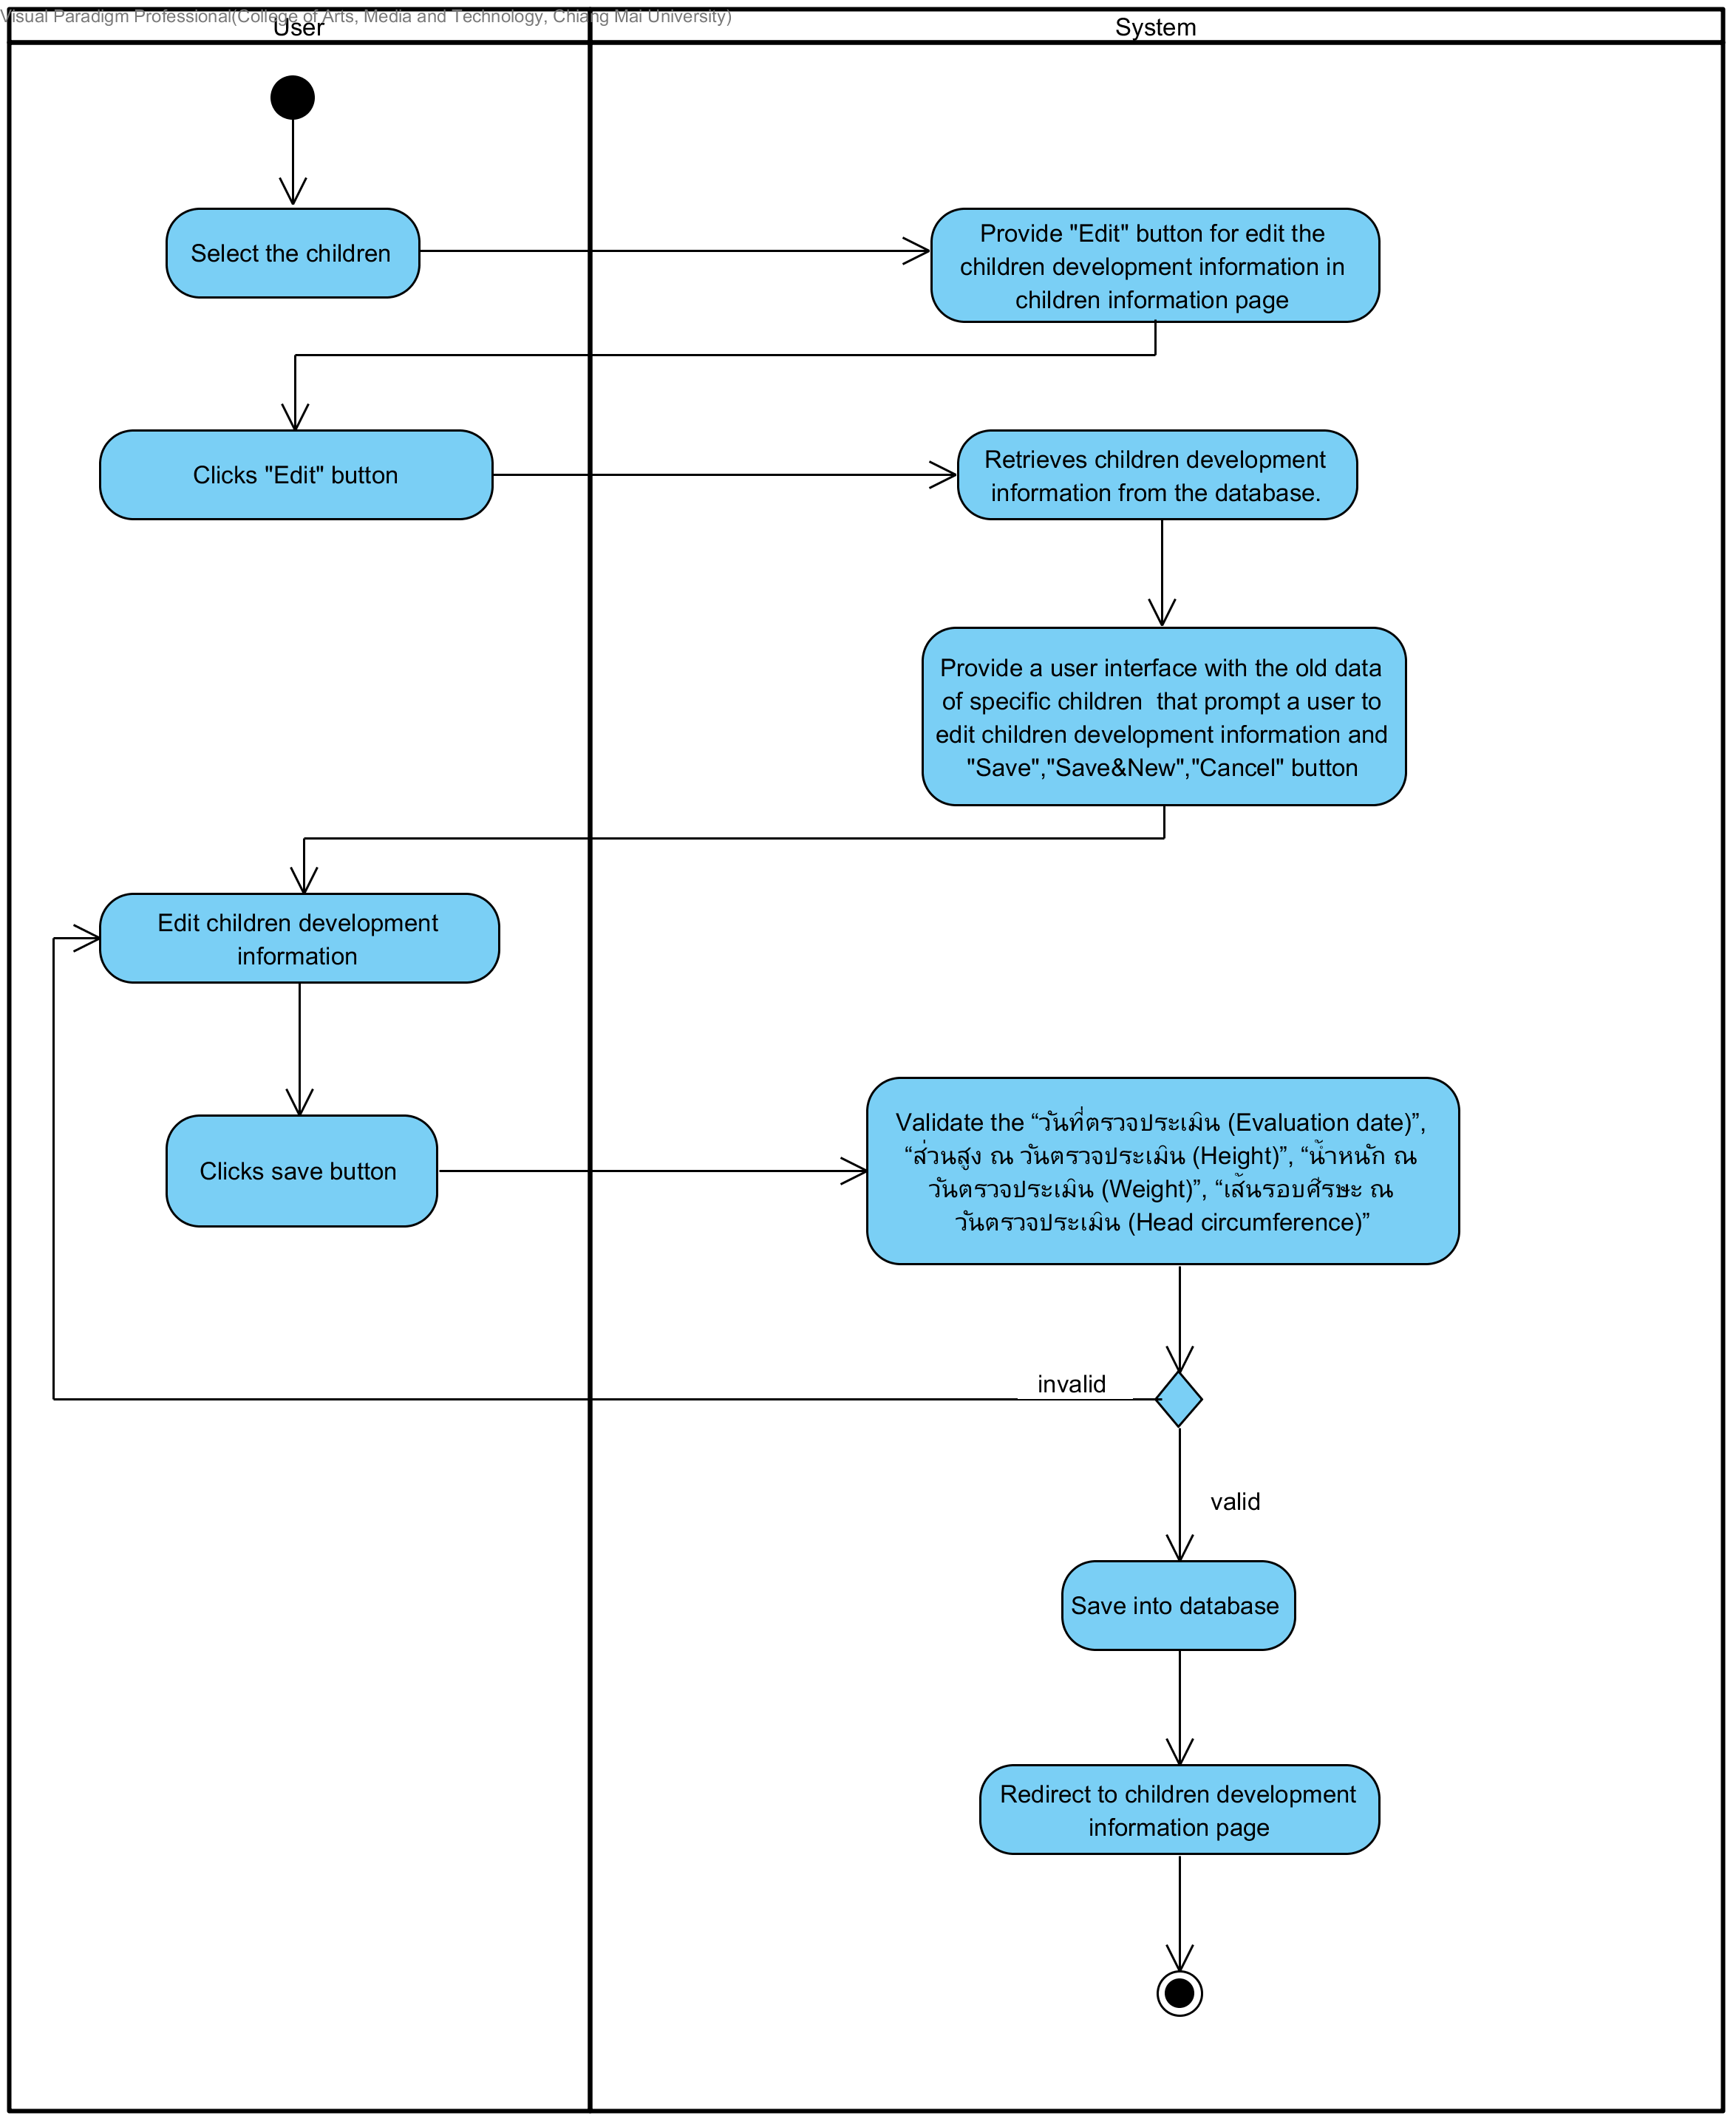 Visual Paradigm Professional(College of Arts, Media and Technology, Chiang Mai University)
User
System
Select the children
Provide "Edit" button for edit the
children development information in
children information page
Clicks "Edit" button
Retrieves children development
information from the database.
Provide a user interface with the old data
of specific children  that prompt a user to
edit children development information and
"Save","Save&New","Cancel" button
Edit children development
information
Clicks save button
Validate the “วันที่ตรวจประเมิน (Evaluation date)”,
“ส่วนสูง ณ วันตรวจประเมิน (Height)”, “น้ำหนัก ณ
วันตรวจประเมิน (Weight)”, “เส้นรอบศีรษะ ณ
วันตรวจประเมิน (Head circumference)”
invalid
valid
Save into database
Redirect to children development
information page